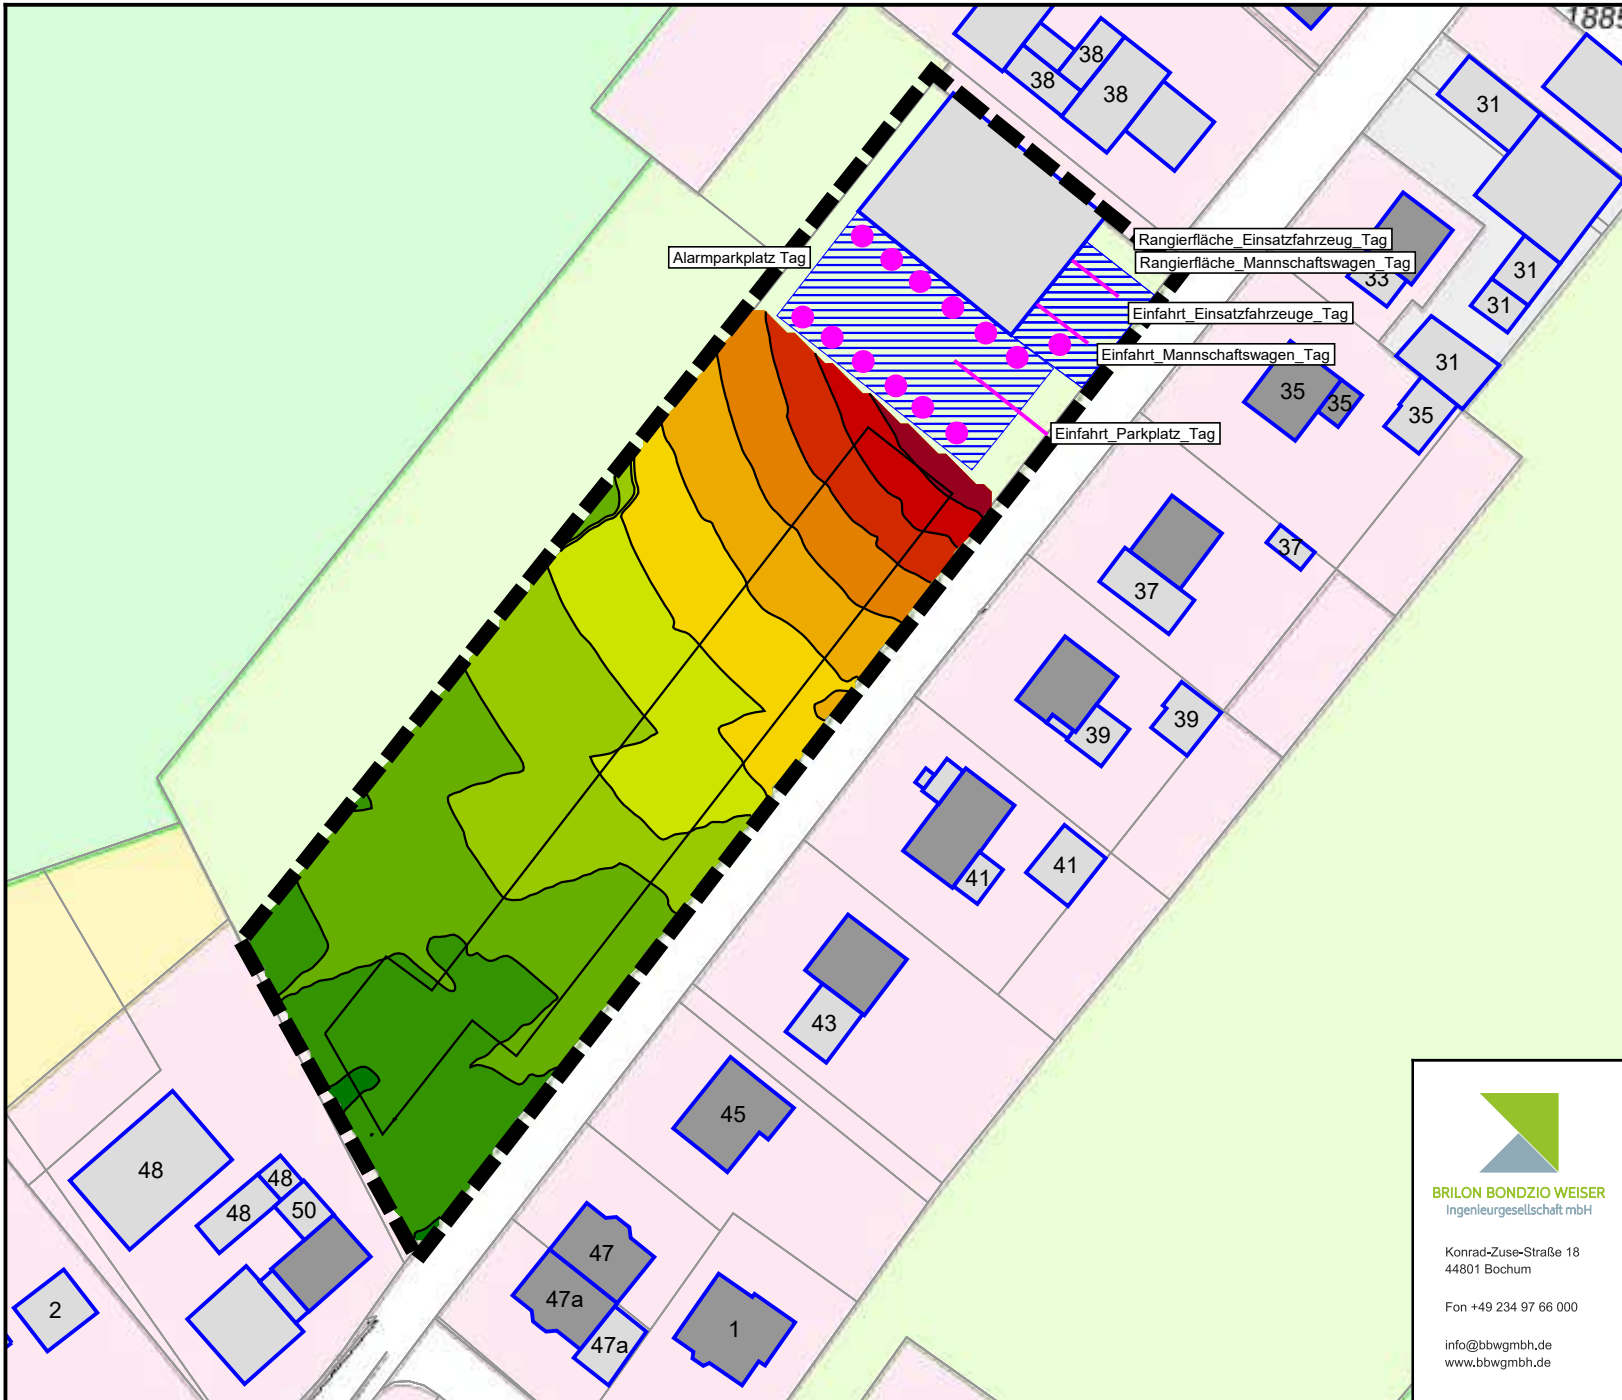 1885
38
38
38
31
Alarmparkplatz Tag
Rangierfläche_Einsatzfahrzeug_Tag
Rangierfläche_Mannschaftswagen_Tag
33
31
31
Einfahrt_Einsatzfahrzeuge_Tag
Einfahrt_Mannschaftswagen_Tag
31
35
35
35
Einfahrt_Parkplatz_Tag
37
37
39
39
41
41
43
45
48
48
48
50
47
47a
47a
2
1
BRILON BONDZIO WEISER
Ingenieurgesellschaft mbH
Konrad-Zuse-Straße 18
44801 Bochum
Fon +49 234 97 66 000
info@bbwgmbh.de
www.bbwgmbh.de